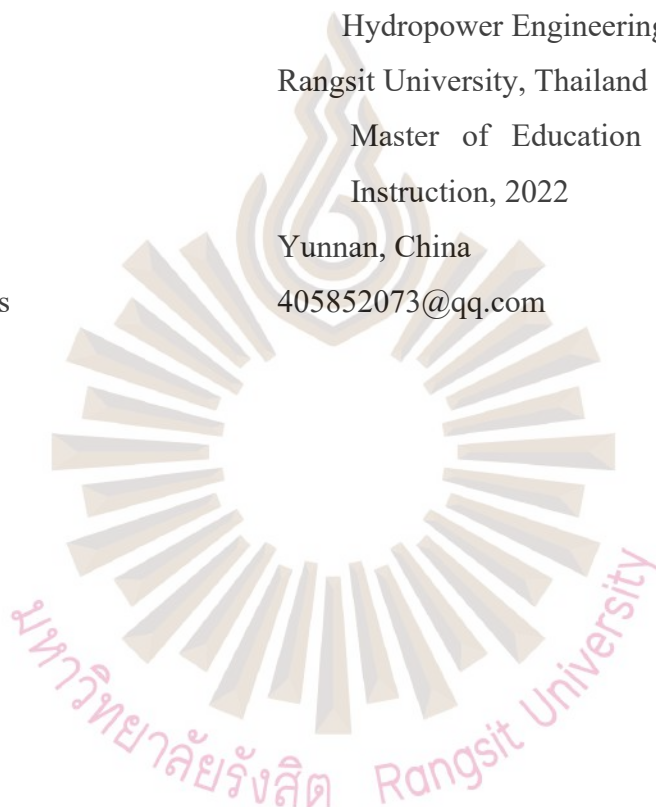 Hydropower Engineering
Rangsit University, Thailand
Master of Education
Instruction, 2022
Yunnan, China
s 405852073@qq.com
มหาวิทยาลัยรังสิต Rangsit University